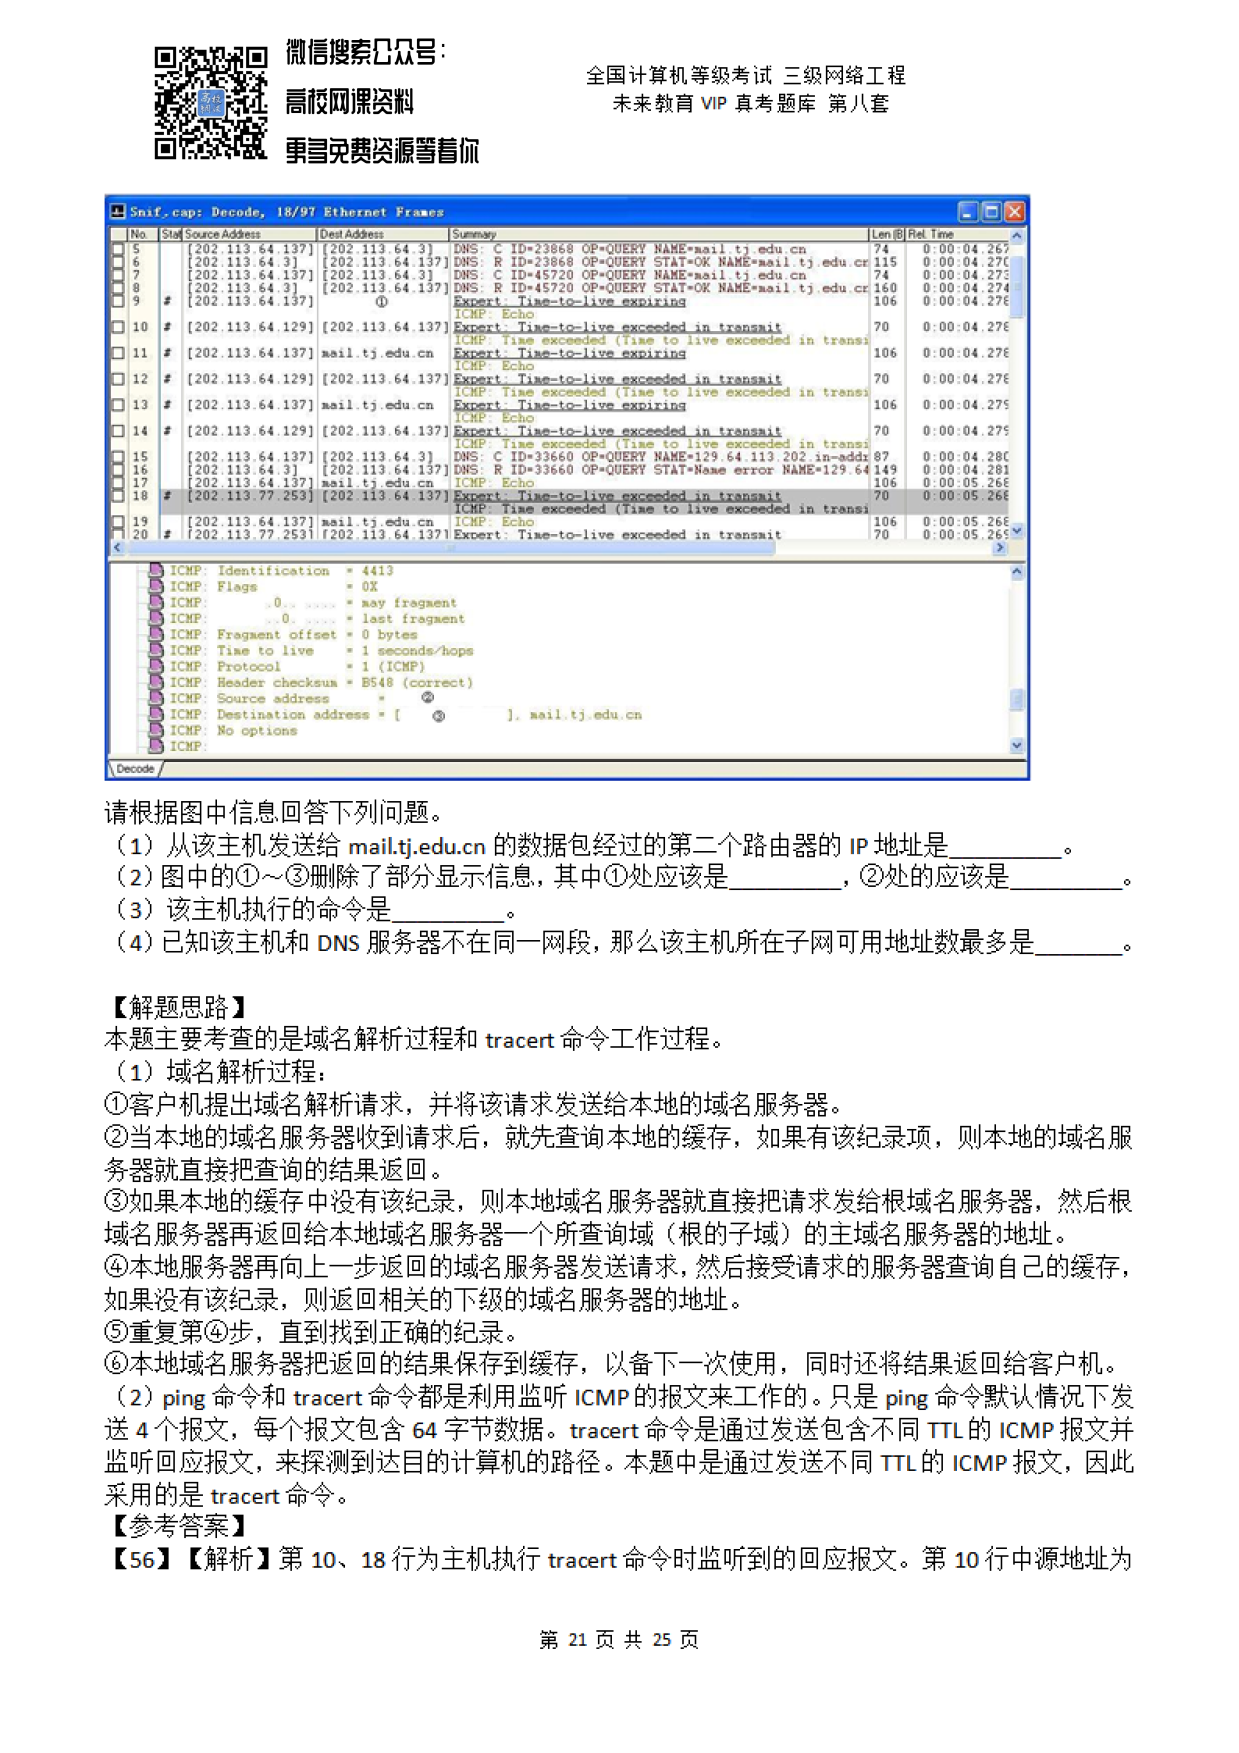 微信搜索公众号：
高校网课资料
更多免费资源等着你
全国计算机等级考试 三级网络工程
未来教育 VIP 真考题库 第八套
Snif.cap: Decode, 18/97 Ethernet Frames
No. Stat Source Address Dest Address Summary Len (B Rel. Time
5 [202.113.64.137] [202.113.64.3] DNS: C ID=23868 OP=QUERY NAME=mail.tj.edu.cn 74 0:00:04.267
6 [202.113.64.3] [202.113.64.137] DNS: R ID=23868 OP=QUERY STAT=OK NAME=mail.tj.edu.cr 115 0:00:04.270
7 [202.113.64.137] [202.113.64.3] DNS: C ID=45720 OP=QUERY NAME=mail.tj.edu.cn 74 0:00:04.273
8 [202.113.64.3] [202.113.64.137] DNS: R ID=45720 OP=QUERY STAT=OK NAME=mail.tj.edu.cr 160 0:00:04.274
9 # [202.113.64.137] ① Expert: Time-to-live expiring 106 0:00:04.276
ICMP: Echo
10 # [202.113.64.129] [202.113.64.137] Expert: Time-to-live exceeded in transmit 70 0:00:04.278
ICMP: Time exceeded (Time to live exceeded in transi
11 # [202.113.64.137] mail.tj.edu.cn Expert: Time-to-live expiring 106 0:00:04.278
ICMP: Echo
12 # [202.113.64.129] [202.113.64.137] Expert: Time-to-live exceeded in transmit 70 0:00:04.278
ICMP: Time exceeded (Time to live exceeded in transi
13 # [202.113.64.137] mail.tj.edu.cn Expert: Time-to-live expiring 106 0:00:04.279
ICMP: Echo
14 # [202.113.64.129] [202.113.64.137] Expert: Time-to-live exceeded in transmit 70 0:00:04.279
ICMP: Time exceeded (Time to live exceeded in transi
15 [202.113.64.137] [202.113.64.3] DNS: C ID=33660 OP=QUERY NAME=129.64.113.202.in-addr 87 0:00:04.280
16 [202.113.64.3] [202.113.64.137] DNS: R ID=33660 OP=QUERY STAT=Name error NAME=129.64 149 0:00:04.281
17 [202.113.64.137] mail.tj.edu.cn ICMP: Echo 106 0:00:05.268
18 # [202.113.77.253] [202.113.64.137] Expert: Time-to-live exceeded in transmit 70 0:00:05.268
ICMP: Time exceeded (Time to live exceeded in transi
19 [202.113.64.137] mail.tj.edu.cn ICMP: Echo 106 0:00:05.268
20 # [202.113.77.253] [202.113.64.137] Expert: Time-to-live exceeded in transmit 70 0:00:05.269
ICMP: Identification = 4413
ICMP: Flags = 0X
ICMP: .0.. .... = may fragment
ICMP: ..0. .... = last fragment
ICMP: Fragment offset = 0 bytes
ICMP: Time to live = 1 seconds/hops
ICMP: Protocol = 1 (ICMP)
ICMP: Header checksum = B548 (correct)
ICMP: Source address = ②
ICMP: Destination address = [ ③ ], mail.tj.edu.cn
ICMP: No options
ICMP:
Decode
请根据图中信息回答下列问题。
（1）从该主机发送给 mail.tj.edu.cn 的数据包经过的第二个路由器的 IP 地址是_________。
（2）图中的①～③删除了部分显示信息，其中①处应该是_________，②处的应该是_________。
（3）该主机执行的命令是_________。
（4）已知该主机和 DNS 服务器不在同一网段，那么该主机所在子网可用地址数最多是_______。
【解题思路】
本题主要考查的是域名解析过程和 tracert 命令工作过程。
（1）域名解析过程：
①客户机提出域名解析请求，并将该请求发送给本地的域名服务器。
②当本地的域名服务器收到请求后，就先查询本地的缓存，如果有该纪录项，则本地的域名服
务器就直接把查询的结果返回。
③如果本地的缓存中没有该纪录，则本地域名服务器就直接把请求发给根域名服务器，然后根
域名服务器再返回给本地域名服务器一个所查询域（根的子域）的主域名服务器的地址。
④本地服务器再向上一步返回的域名服务器发送请求，然后接受请求的服务器查询自己的缓存，
如果没有该纪录，则返回相关的下级的域名服务器的地址。
⑤重复第④步，直到找到正确的纪录。
⑥本地域名服务器把返回的结果保存到缓存，以备下一次使用，同时还将结果返回给客户机。
（2）ping 命令和 tracert 命令都是利用监听 ICMP 的报文来工作的。只是 ping 命令默认情况下发
送 4 个报文，每个报文包含 64 字节数据。tracert 命令是通过发送包含不同 TTL 的 ICMP 报文并
监听回应报文，来探测到达目的计算机的路径。本题中是通过发送不同 TTL 的 ICMP 报文，因此
采用的是 tracert 命令。
【参考答案】
【56】【解析】第 10、18 行为主机执行 tracert 命令时监听到的回应报文。第 10 行中源地址为
第 21 页 共 25 页